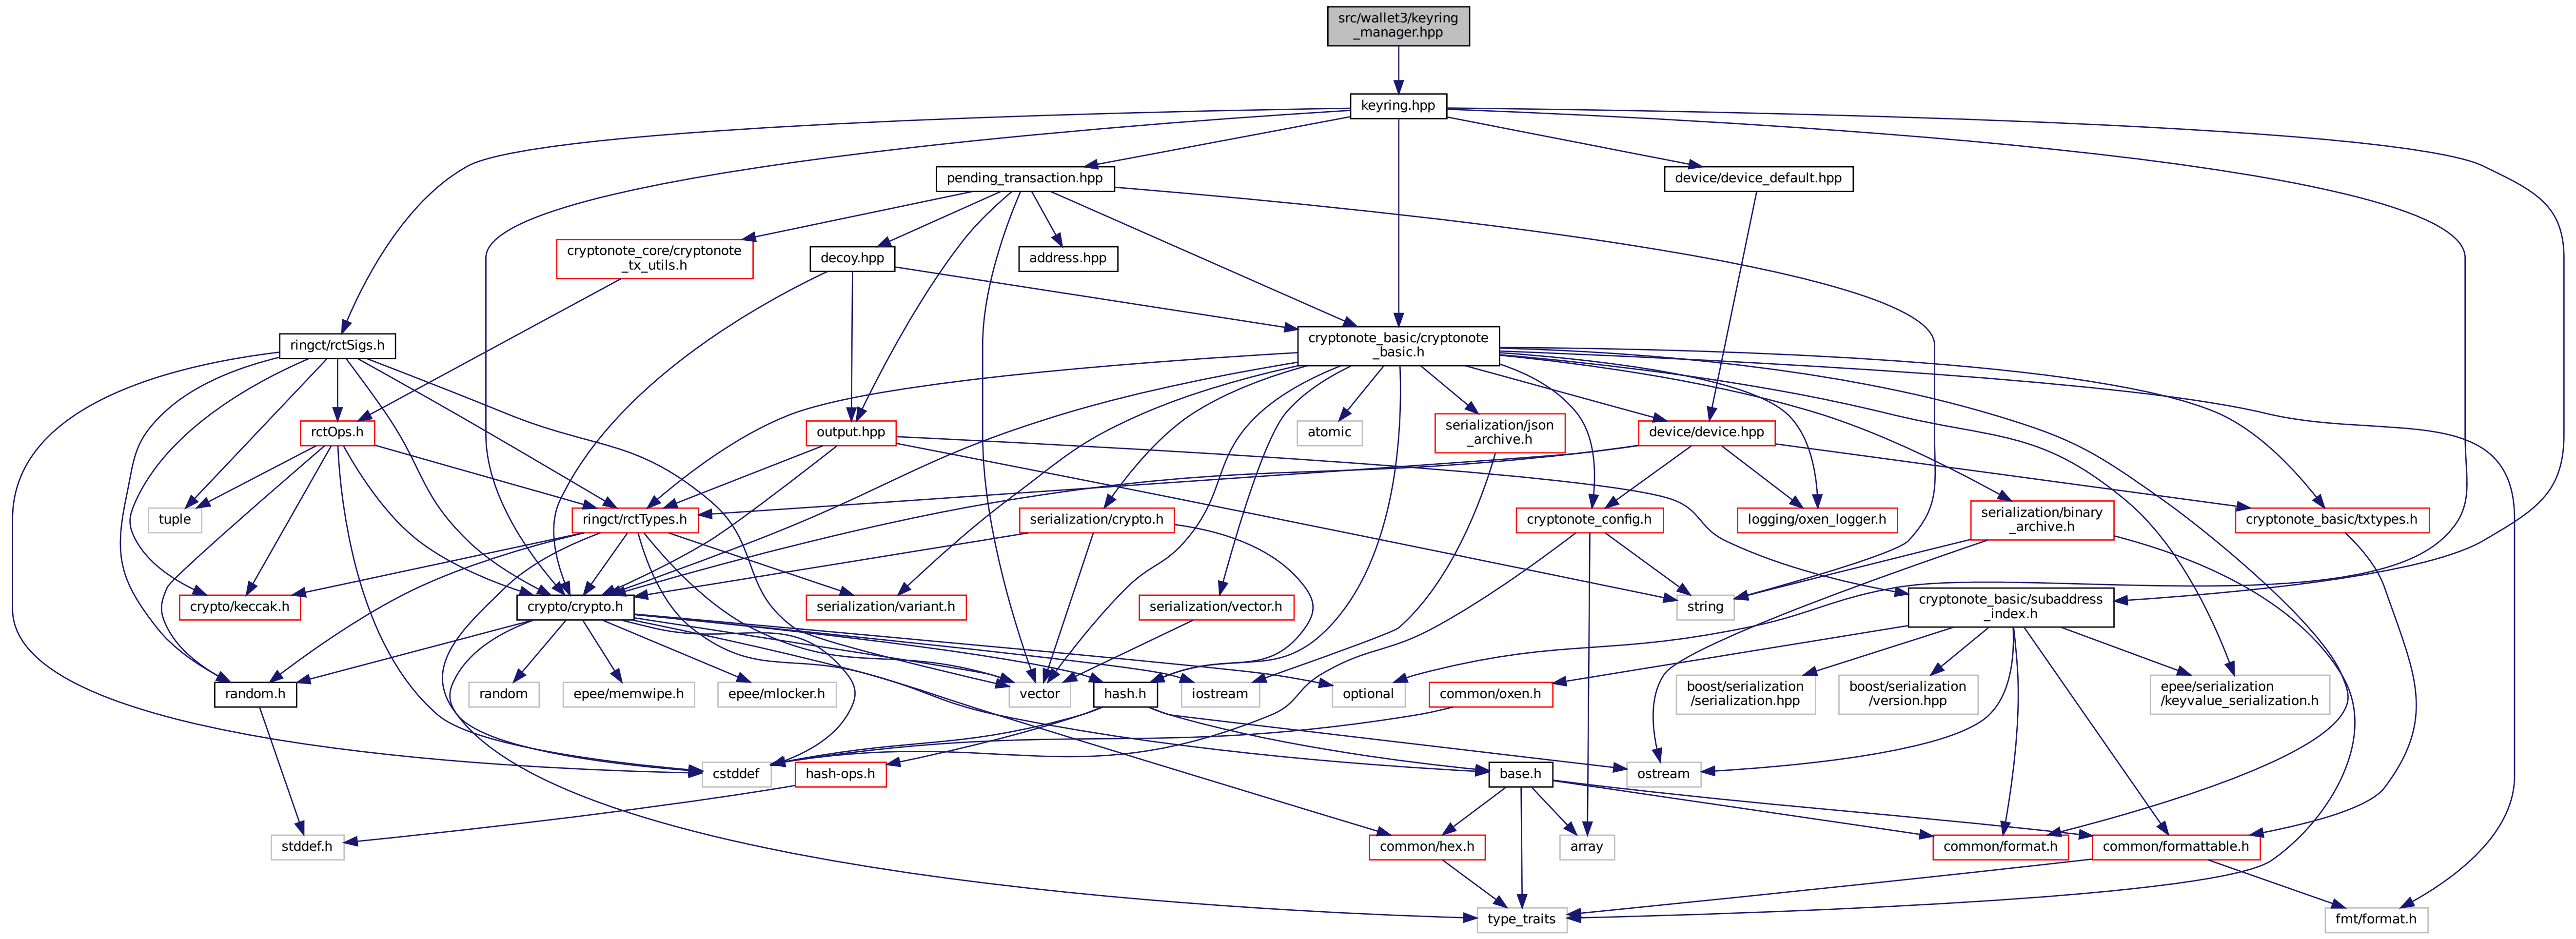 src/wallet3/keyring
_manager.hpp
keyring.hpp
pending_transaction.hpp
device/device_default.hpp
cryptonote_core/cryptonote
_tx_utils.h
decoy.hpp
address.hpp
ringct/rctSigs.h
cryptonote_basic/cryptonote
_basic.h
rctOps.h
output.hpp
atomic
serialization/json
_archive.h
device/device.hpp
tuple
ringct/rctTypes.h
serialization/crypto.h
cryptonote_config.h
logging/oxen_logger.h
serialization/binary
_archive.h
cryptonote_basic/txtypes.h
crypto/keccak.h
crypto/crypto.h
serialization/variant.h
serialization/vector.h
string
cryptonote_basic/subaddress
_index.h
random.h
random
epee/memwipe.h
epee/mlocker.h
vector
hash.h
iostream
optional
common/oxen.h
boost/serialization
/serialization.hpp
boost/serialization
/version.hpp
epee/serialization
/keyvalue_serialization.h
cstddef
hash-ops.h
base.h
ostream
stddef.h
common/hex.h
array
common/format.h
common/formattable.h
type_traits
fmt/format.h